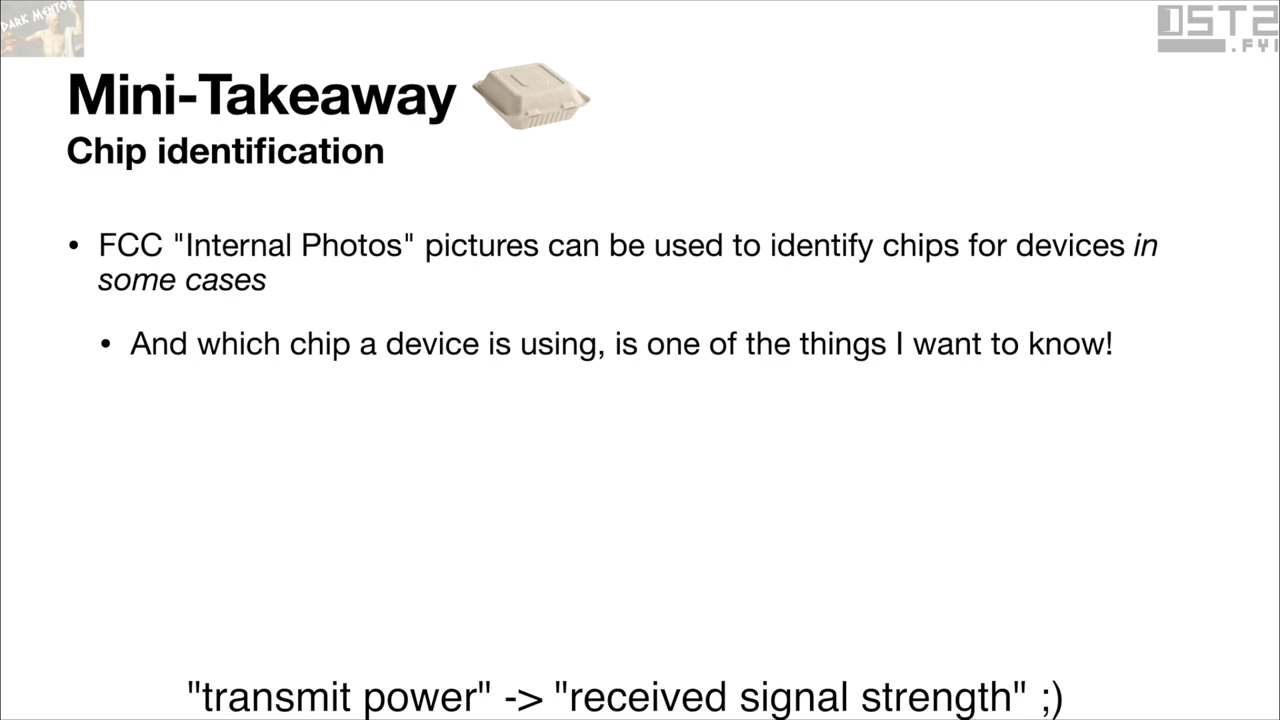 DARK MENTOR
OST2
.FYI
Mini-Takeaway
Chip identification
• FCC "Internal Photos" pictures can be used to identify chips for devices in
some cases
• And which chip a device is using, is one of the things I want to know!
"transmit power" -> "received signal strength" ;)